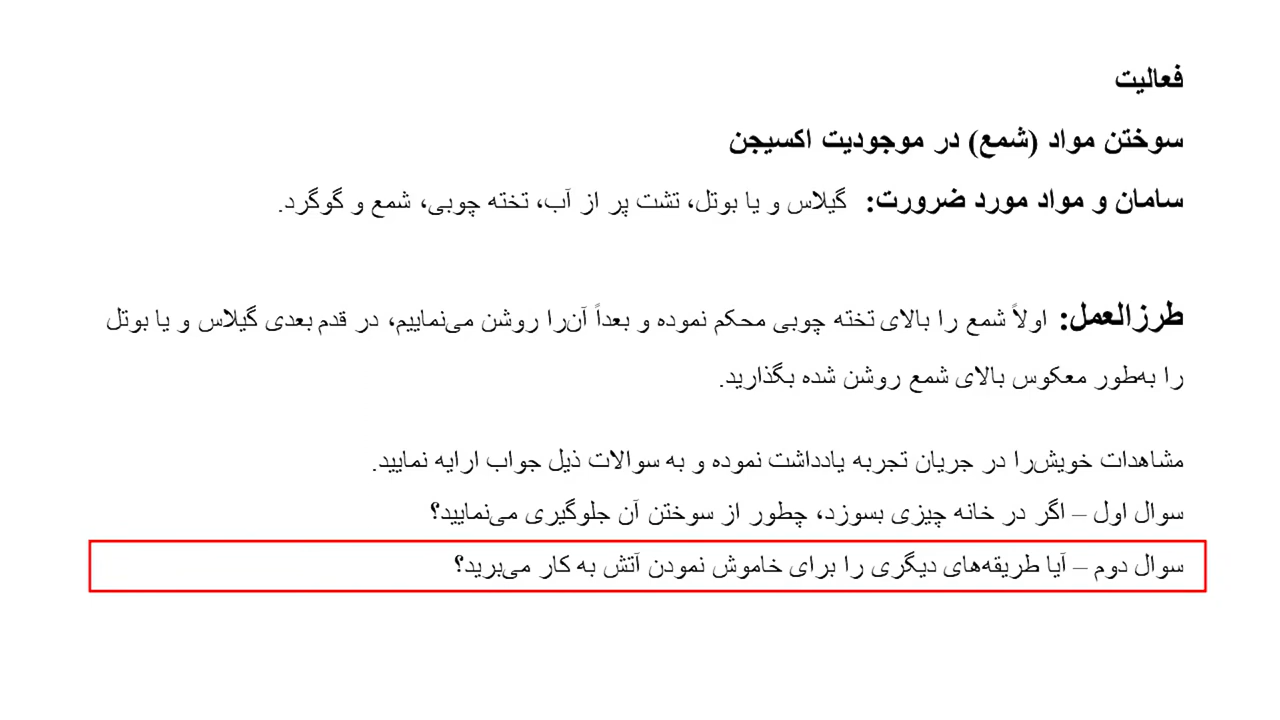 فعالیت
سوختن مواد (شمع) در موجودیت اکسیجن
سامان و مواد مورد ضرورت: گیلاس و یا بوتل، تشت پر از آب، تخته چوبی، شمع و گوگرد.
طرزالعمل: اولاً شمع را بالای تخته چوبی محکم نموده و بعداً آن‌را روشن می‌نماییم، در قدم بعدی گیلاس و یا بوتل
را به‌طور معکوس بالای شمع روشن شده بگذارید.
مشاهدات خویش‌را در جریان تجربه یادداشت نموده و به سوالات ذیل جواب ارایه نمایید.
سوال اول – اگر در خانه چیزی بسوزد، چطور از سوختن آن جلوگیری می‌نمایید؟
سوال دوم – آیا طریقه‌های دیگری را برای خاموش نمودن آتش به کار می‌برید؟